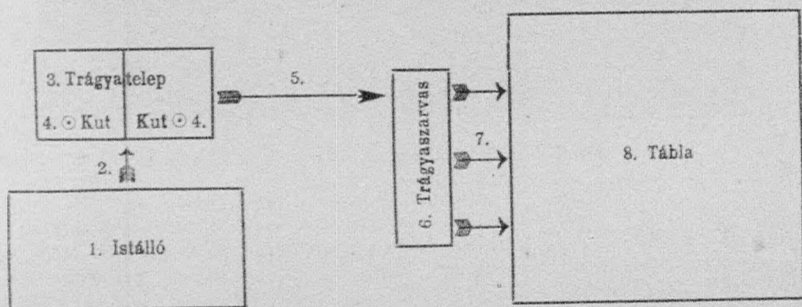 3. Trágyatelep
4. ⊙ Kut
Kut ⊙ 4.
2.
1. Istálló
5.
6. Trágyaszarvas
7.
8. Tábla